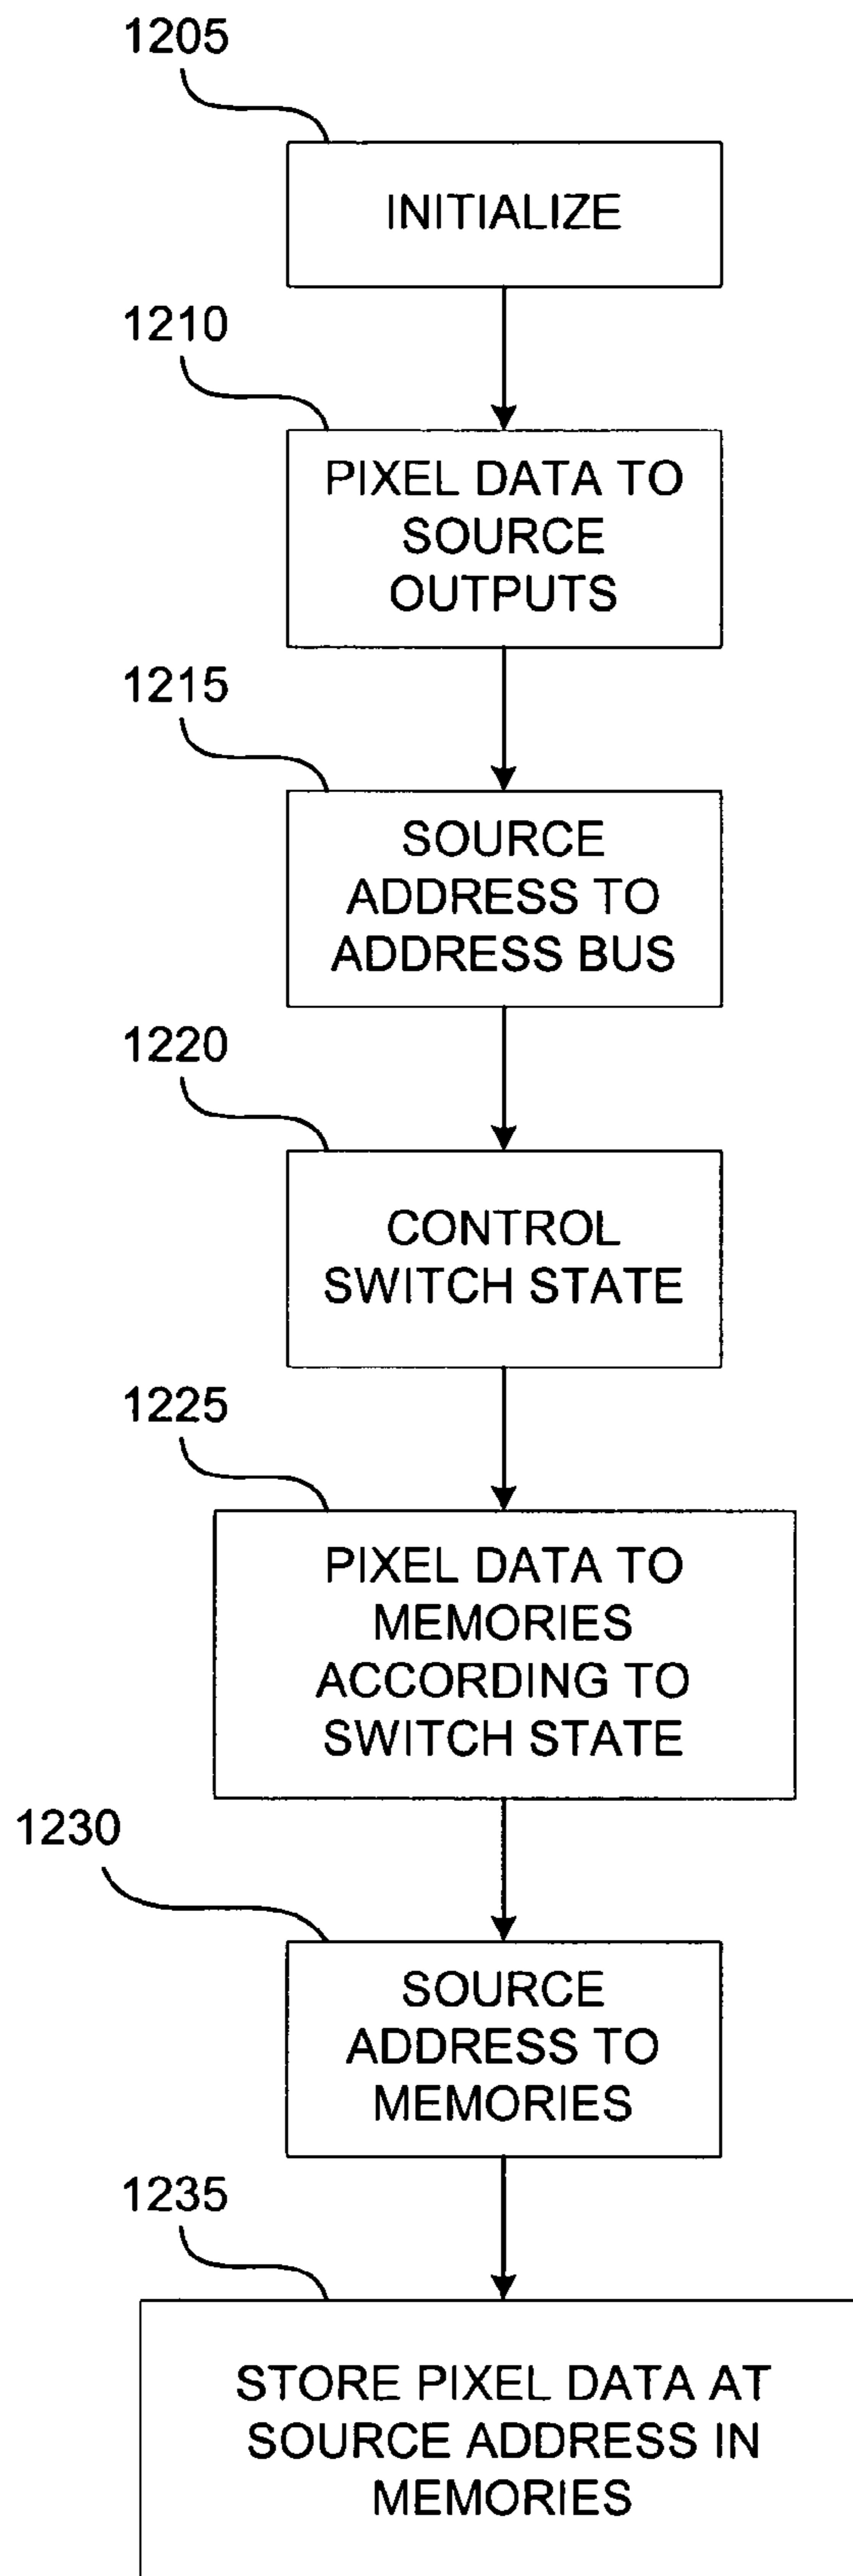 1205
INITIALIZE
1210
PIXEL DATA TO
SOURCE
OUTPUTS
1215
SOURCE
ADDRESS TO
ADDRESS BUS
1220
CONTROL
SWITCH STATE
1225
PIXEL DATA TO
MEMORIES
ACCORDING TO
SWITCH STATE
1230
SOURCE
ADDRESS TO
MEMORIES
1235
STORE PIXEL DATA AT
SOURCE ADDRESS IN
MEMORIES